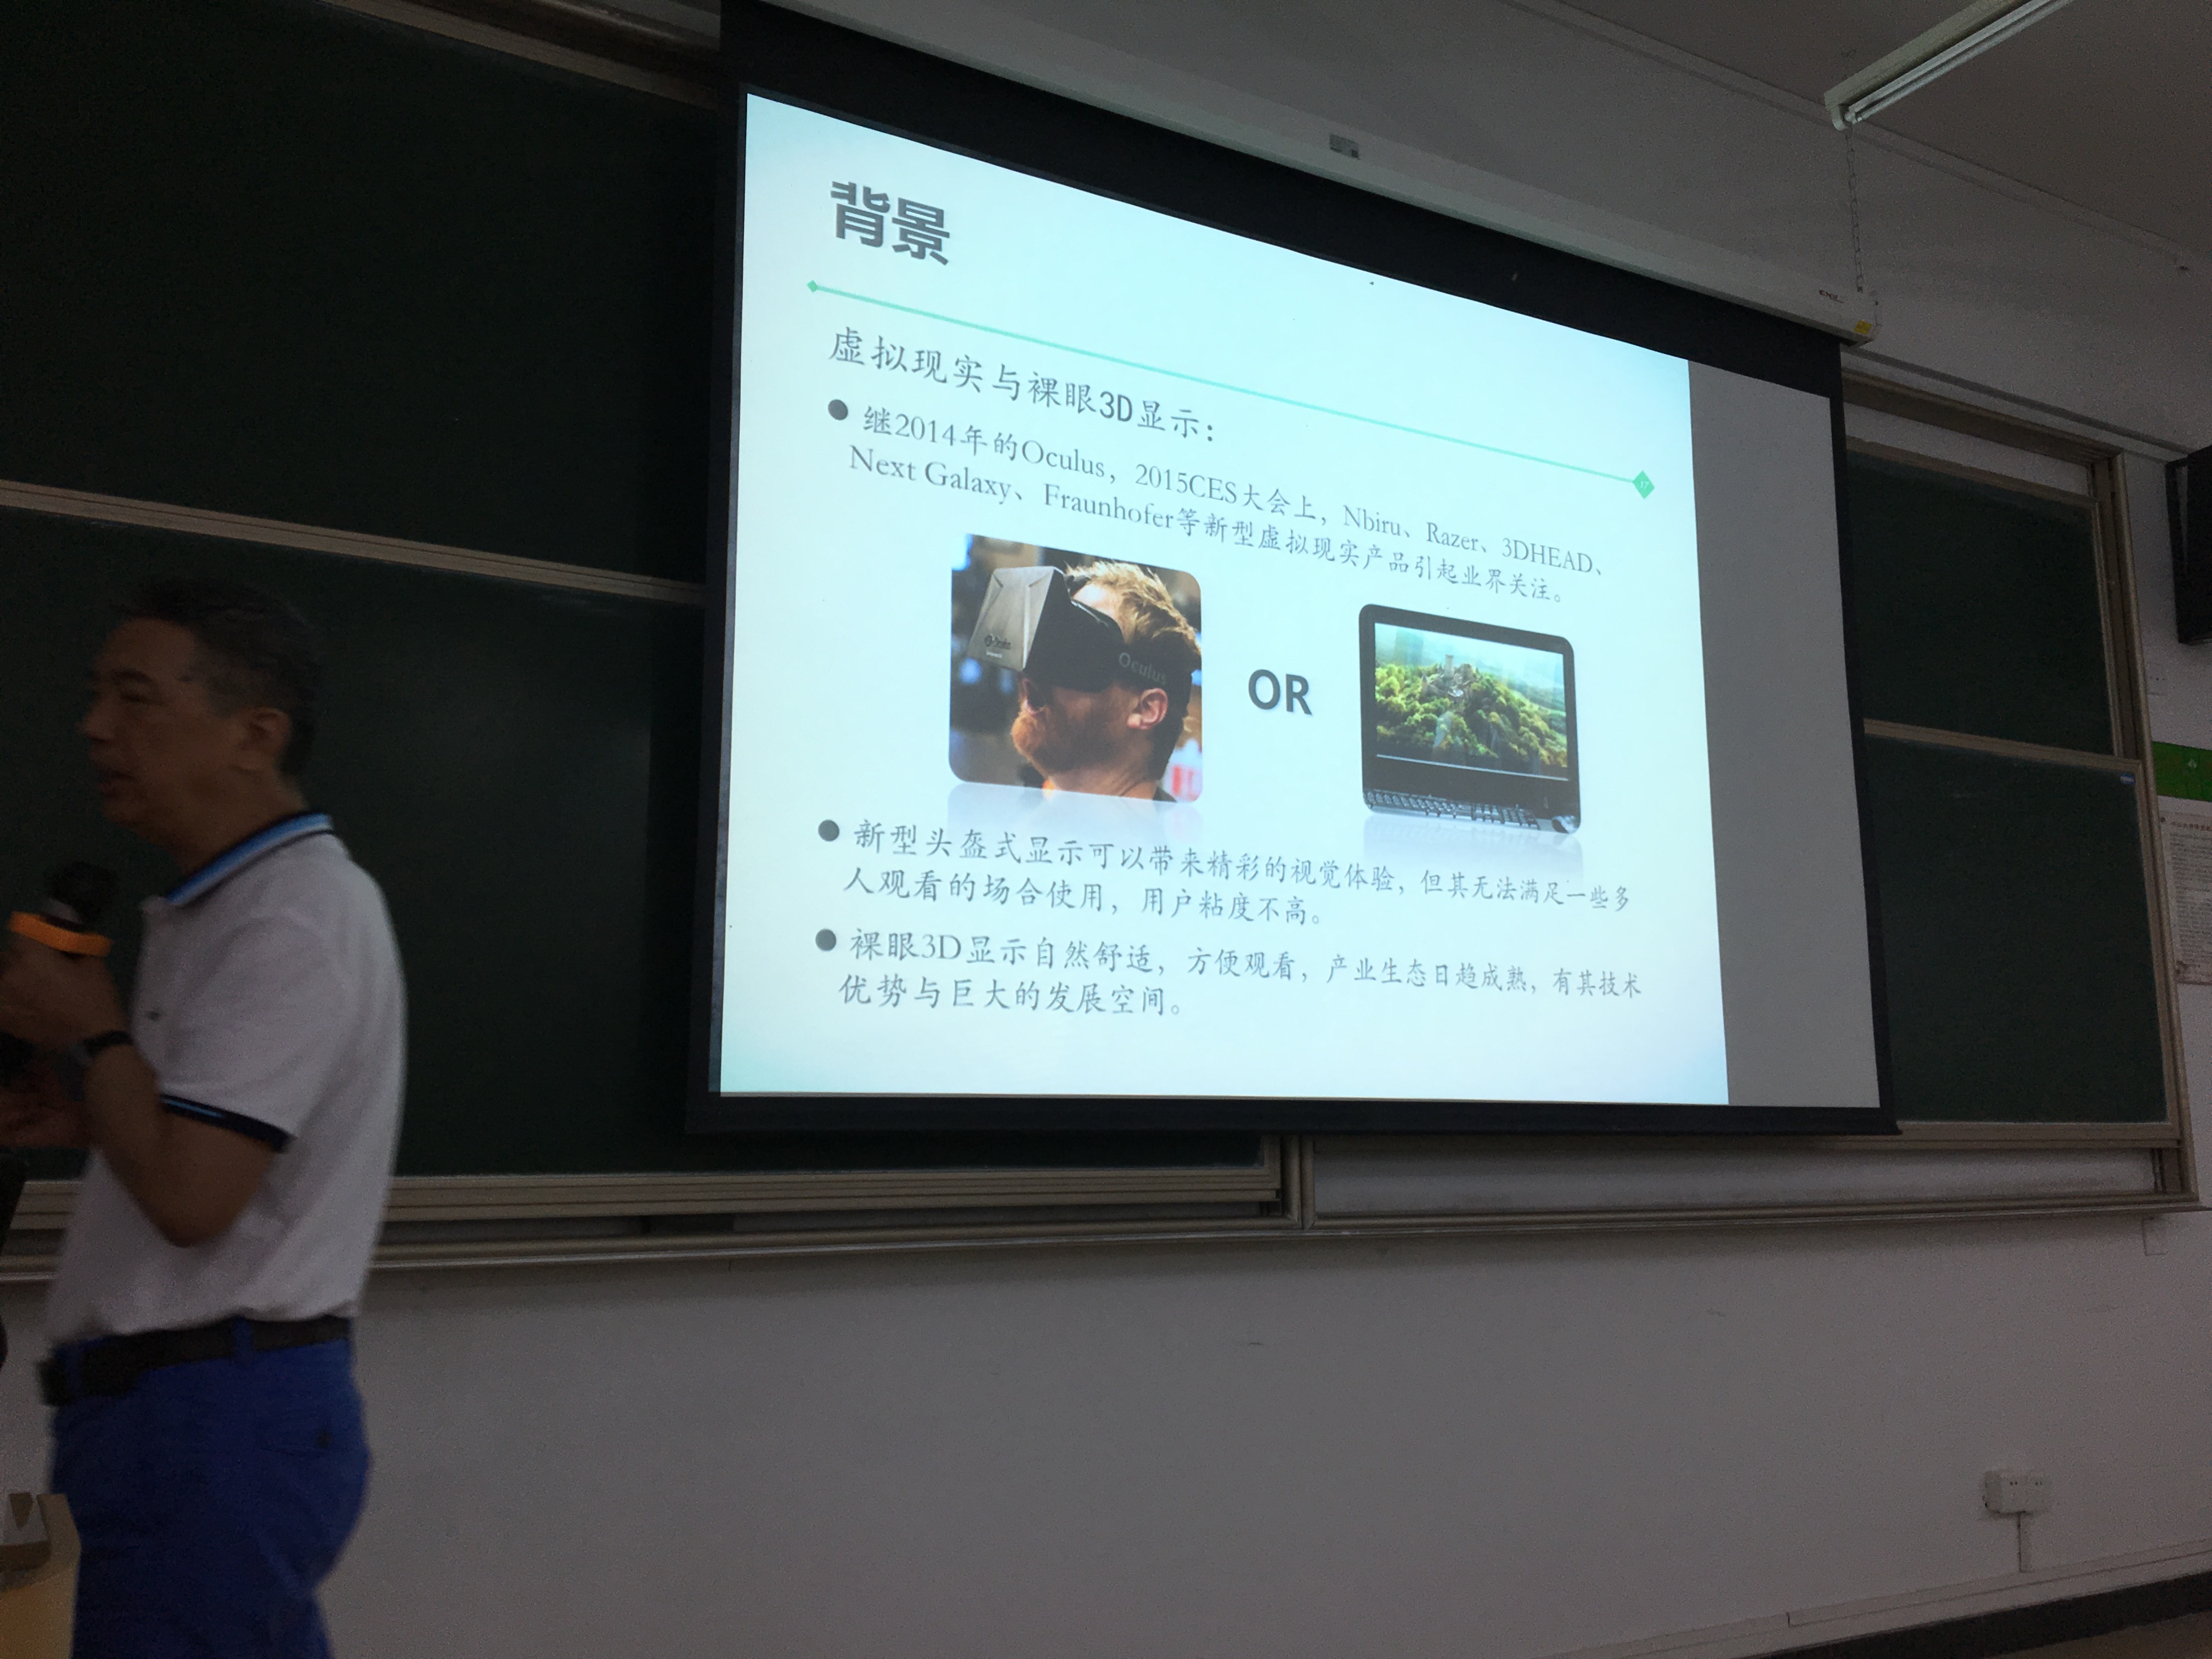 背景
17
虚拟现实与裸眼3D显示：
● 继2014年的Oculus，2015CES大会上，Nbiru、Razer、3DHEAD、
Next Galaxy、Fraunhofer等新型虚拟现实产品引起业界关注。
Oculus
OR
● 新型头盔式显示可以带来精彩的视觉体验，但其无法满足一些多
人观看的场合使用，用户粘度不高。
● 裸眼3D显示自然舒适，方便观看，产业生态日趋成熟，有其技术
优势与巨大的发展空间。